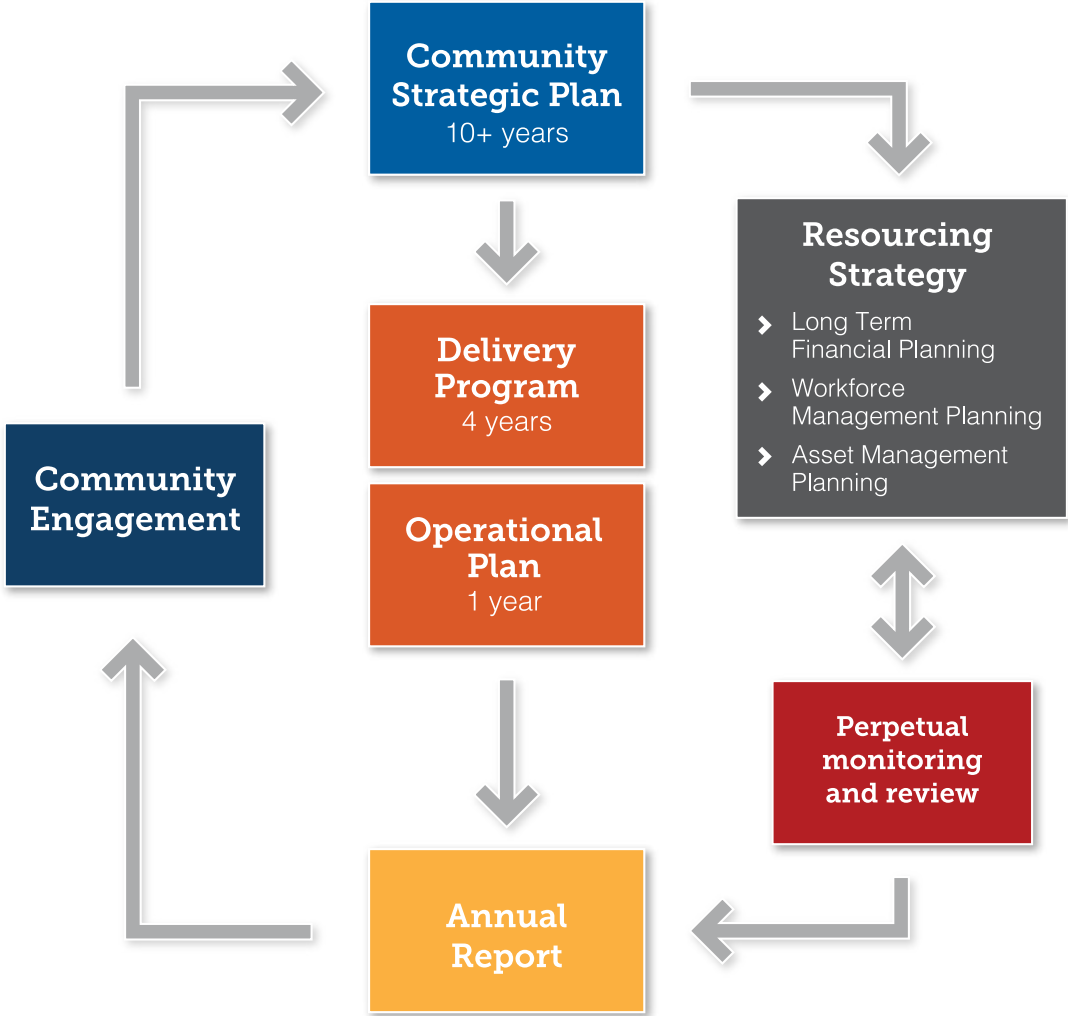 Community
Strategic Plan
10+ years
Resourcing
Strategy
Long Term
Financial Planning
Workforce
Management Planning
Asset Management
Planning
Delivery
Program
4 years
Community
Engagement
Operational
Plan
1 year
Perpetual
monitoring
and review
Annual
Report